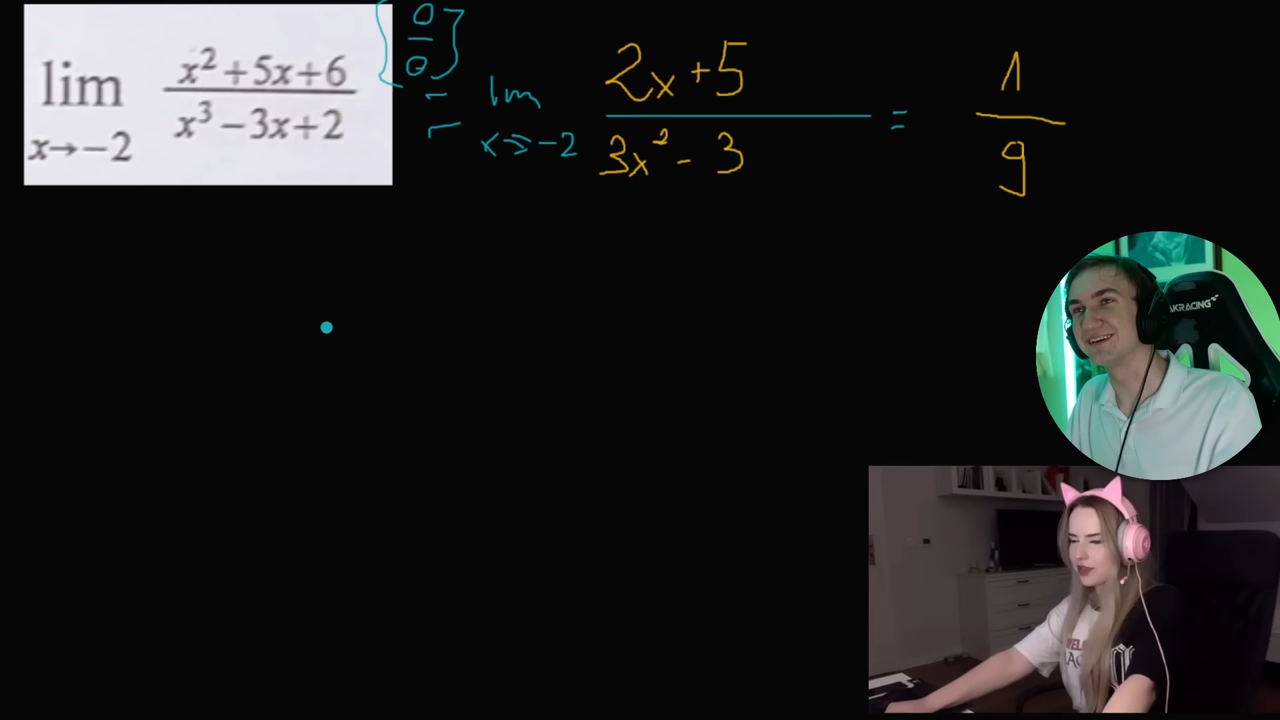 lim x→-2 x²+5x+6 / x³-3x+2
{0/0}
= lim x→-2 2x+5 / 3x²-3 = 1/9
AKRACING